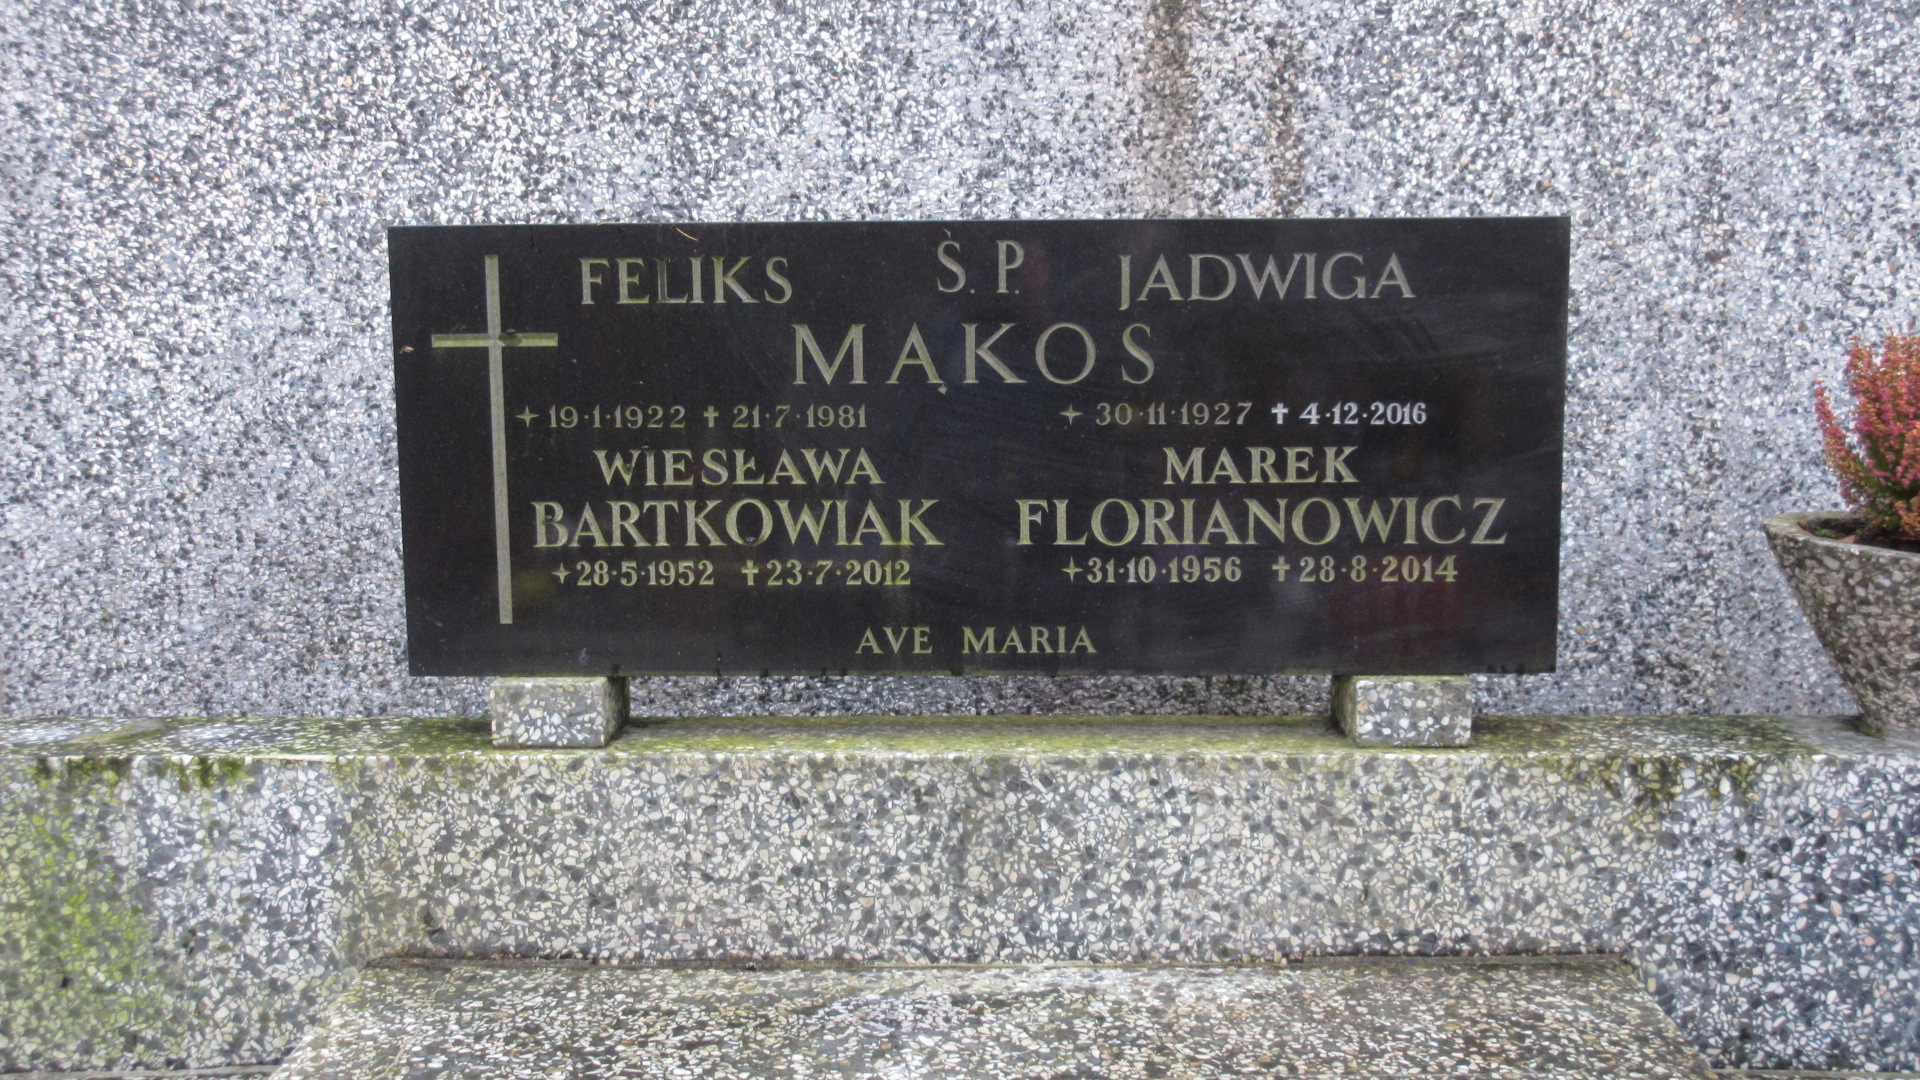 FELIKS Ś.P. JADWIGA
MĄKOS
19·1·1922 ✝ 21·7·1981 30·11·1927 ✝ 4·12·2016
WIESŁAWA MAREK
BARTKOWIAK FLORIANOWICZ
28·5·1952 ✝ 23·7·2012 31·10·1956 ✝ 28·8·2014
AVE MARIA